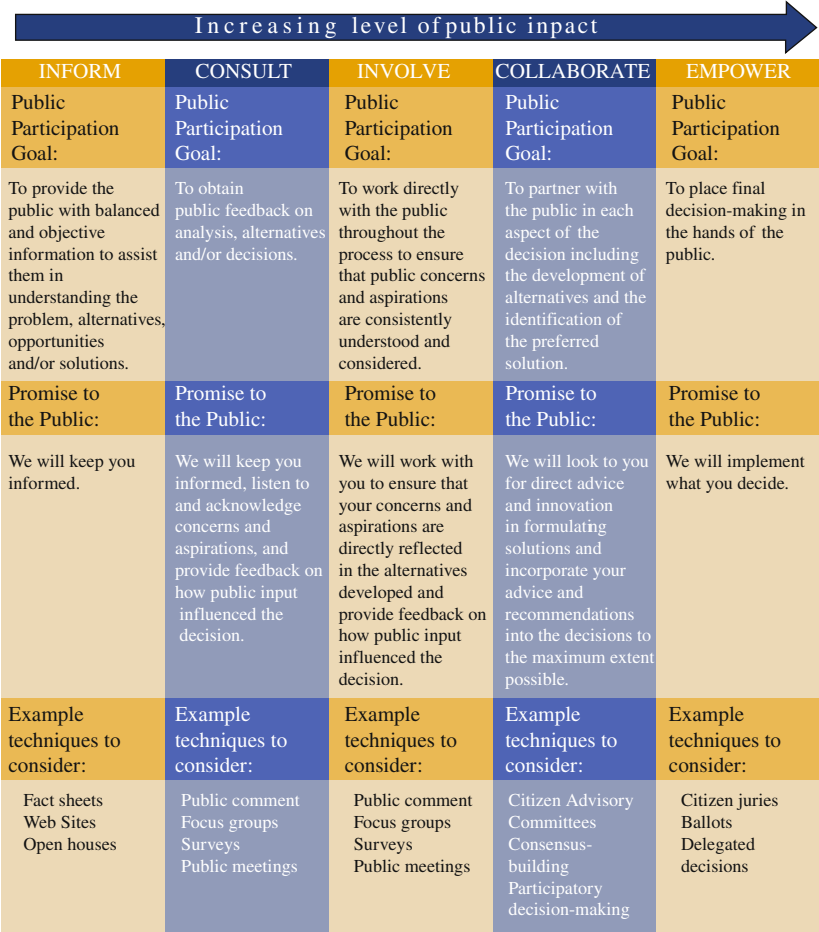 Increasing level of public inpact
INFORM
CONSULT
INVOLVE
COLLABORATE
EMPOWER
Public
Participation
Goal:
Public
Participation
Goal:
Public
Participation
Goal:
Public
Participation
Goal:
Public
Participation
Goal:
To provide the
public with balanced
and objective
information to assist
them in
understanding the
problem, alternatives,
opportunities
and/or solutions.
To obtain
public feedback on
analysis, alternatives
and/or decisions.
To work directly
with the public
throughout the
process to ensure
that public concerns
and aspirations
are consistently
understood and
considered.
To partner with
the public in each
aspect of the
decision including
the development of
alternatives and the
identification of
the preferred
solution.
To place final
decision-making in
the hands of the
public.
Promise to
the Public:
Promise to
the Public:
Promise to
the Public:
Promise to
the Public:
Promise to
the Public:
We will keep you
informed.
We will keep you
informed, listen to
and acknowledge
concerns and
aspirations, and
provide feedback on
how public input
influenced the
decision.
We will work with
you to ensure that
your concerns and
aspirations are
directly reflected
in the alternatives
developed and
provide feedback on
how public input
influenced the
decision.
We will look to you
for direct advice
and innovation
in formulating
solutions and
incorporate your
advice and
recommendations
into the decisions to
the maximum extent
possible.
We will implement
what you decide.
Example
techniques to
consider:
Example
techniques to
consider:
Example
techniques to
consider:
Example
techniques to
consider:
Example
techniques to
consider:
Fact sheets
Web Sites
Open houses
Public comment
Focus groups
Surveys
Public meetings
Public comment
Focus groups
Surveys
Public meetings
Citizen Advisory
Committees
Consensus-
building
Participatory
decision-making
Citizen juries
Ballots
Delegated
decisions